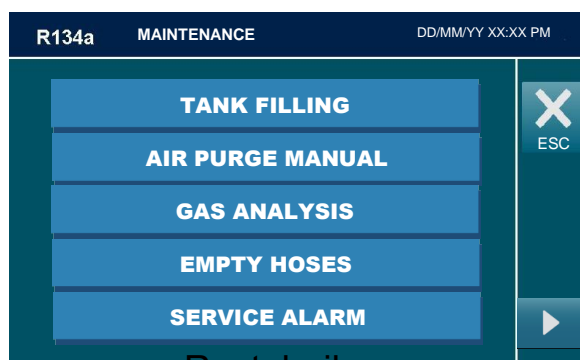 R134a MAINTENANCE DD/MM/YY XX:XX PM
TANK FILLING
ESC
AIR PURGE MANUAL
GAS ANALYSIS
EMPTY HOSES
SERVICE ALARM